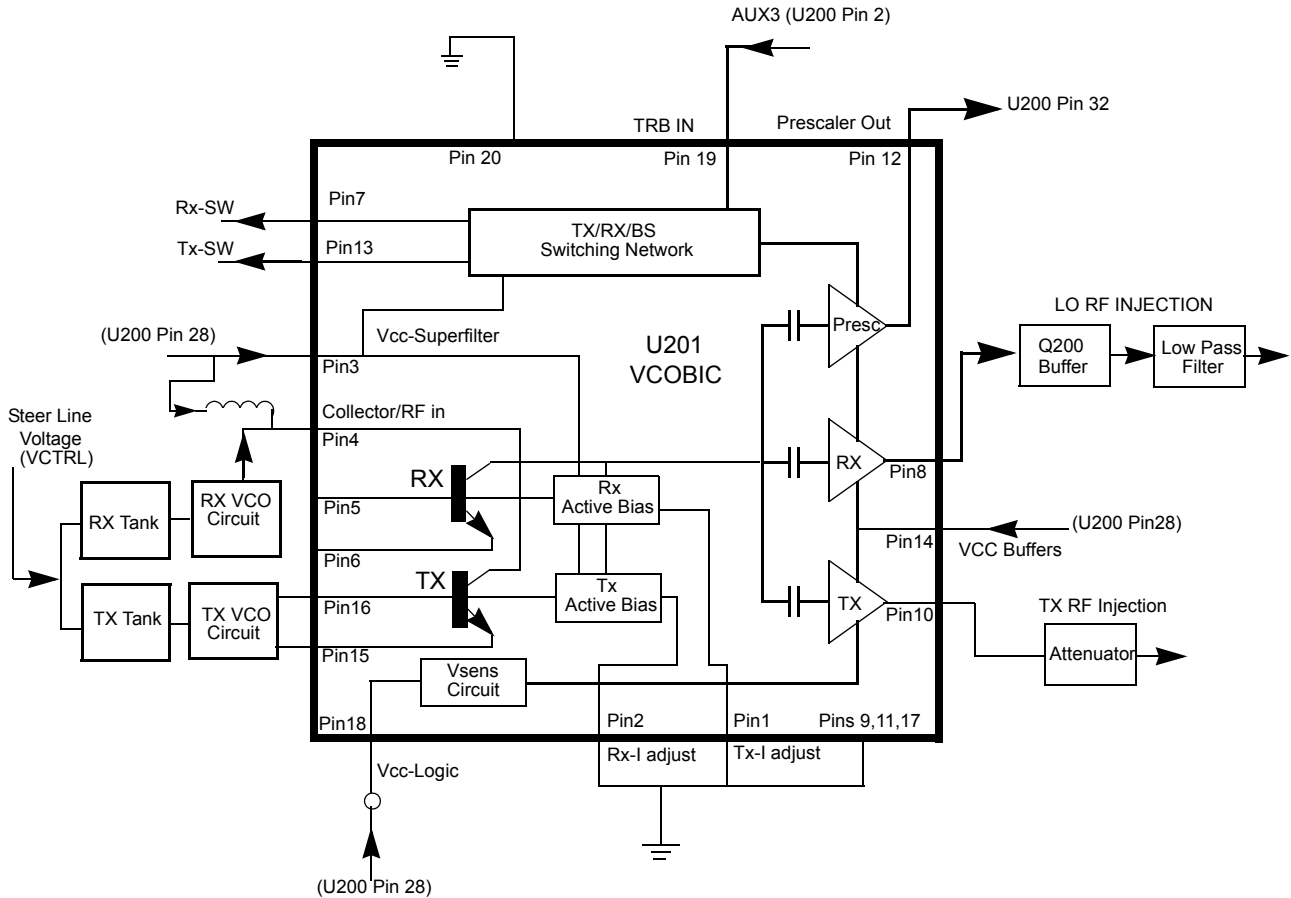 AUX3 (U200 Pin 2)
U200 Pin 32
TRB IN
Prescaler Out
Pin 20
Pin 19
Pin 12
Pin7
Rx-SW
TX/RX/BS
Switching Network
Tx-SW
Pin13
LO RF INJECTION
(U200 Pin 28)
Vcc-Superfilter
Presc
U201
VCOBIC
Q200
Buffer
Low Pass
Filter
Pin3
Steer Line
Voltage
(VCTRL)
Collector/RF in
Pin4
RX
RX
Pin8
Rx
Active Bias
RX Tank
RX VCO
Circuit
Pin5
(U200 Pin28)
Pin14
VCC Buffers
Pin6
TX
Tx
Active Bias
TX Tank
TX VCO
Circuit
Pin16
TX
Pin10
TX RF Injection
Pin15
Attenuator
Vsens
Circuit
Pin18
Pin2
Pin1
Pins 9,11,17
Rx-I adjust
Tx-I adjust
Vcc-Logic
(U200 Pin 28)